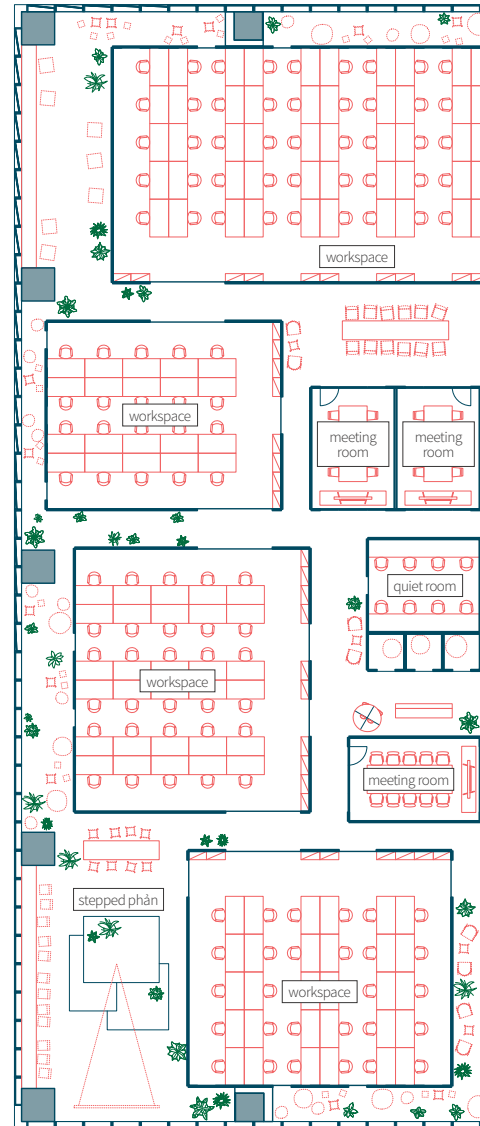 workspace
workspace
meeting
room
meeting
room
quiet room
workspace
meeting room
stepped phản
workspace